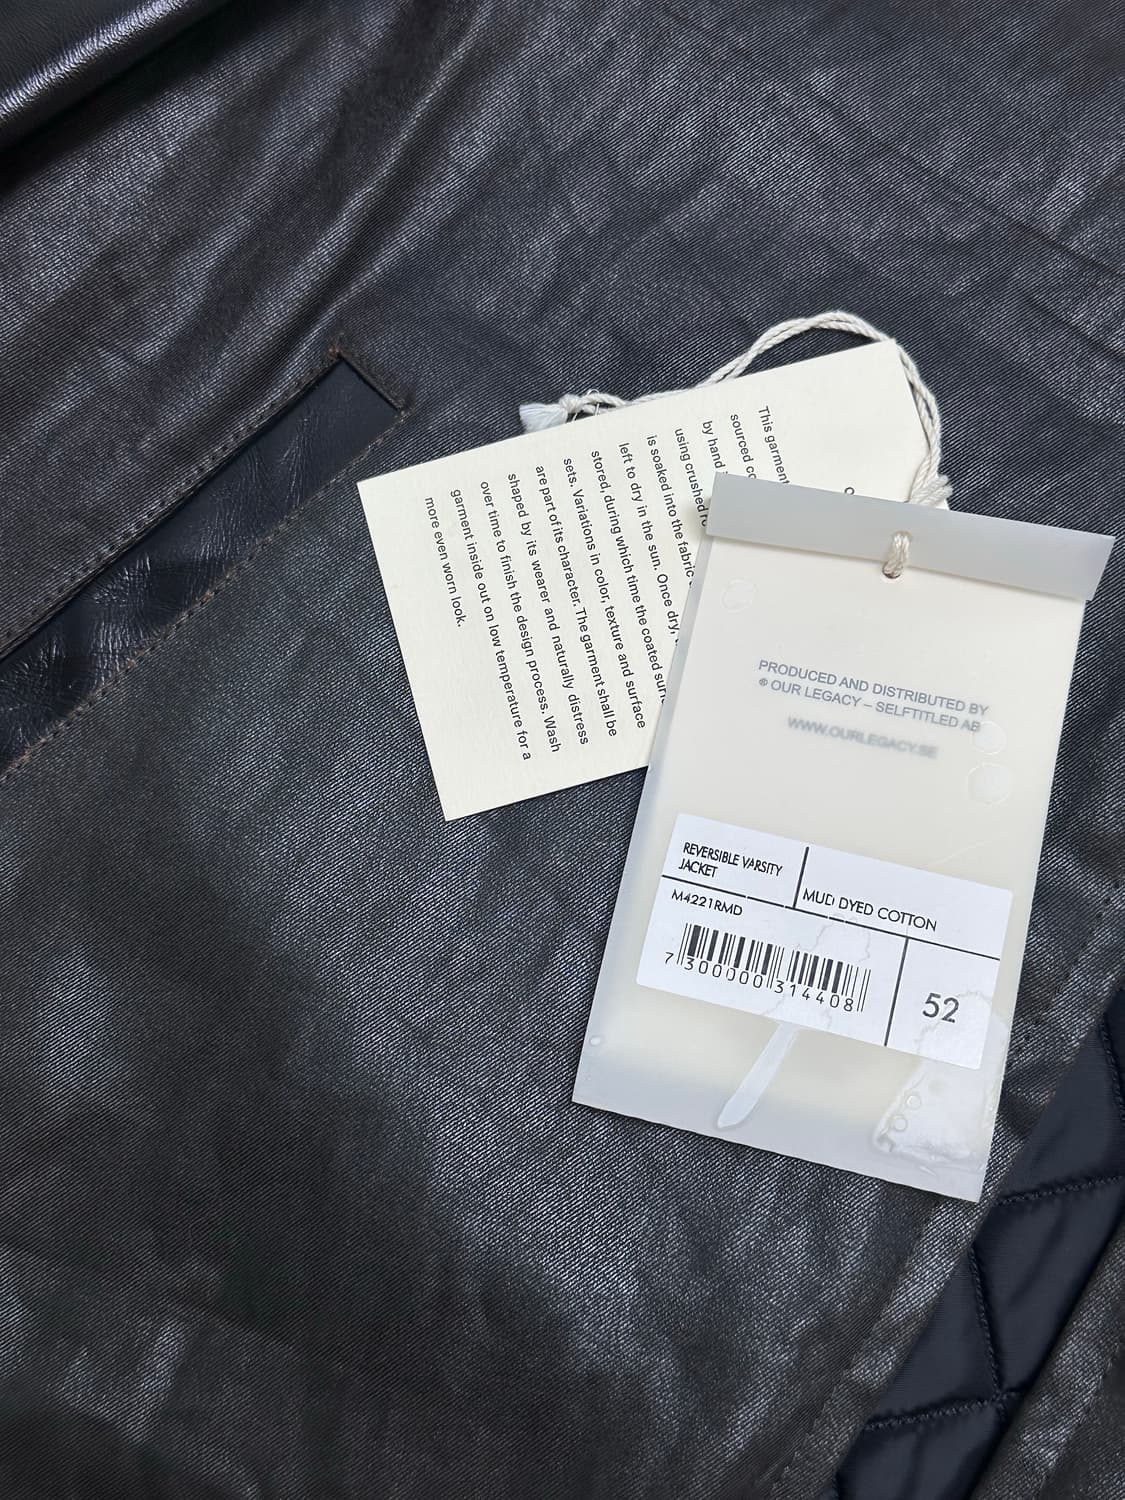 This garment
sourced co
by hand
using crushed
is soaked into the fabric
left to dry in the sun. Once dry,
stored, during which time the coated
sets. Variations in color, texture and surface
are part of its character. The garment shall be
shaped by its wearer and naturally distress
over time to finish the design process. Wash
garment inside out on low temperature for a
more even worn look.
PRODUCED AND DISTRIBUTED BY
® OUR LEGACY – SELFTITLED AB
WWW.OURLEGACY.SE
REVERSIBLE VARSITY
JACKET
MUD DYED COTTON
M4221RMD
7 300000 314408
52